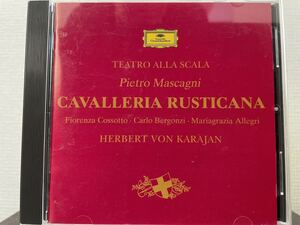 TEATRO ALLA SCALA
Pietro Mascagni
CAVALLERIA RUSTICANA
Fiorenza Cossotto · Carlo Bergonzi · Mariagrazia Allegri
HERBERT VON KARAJAN